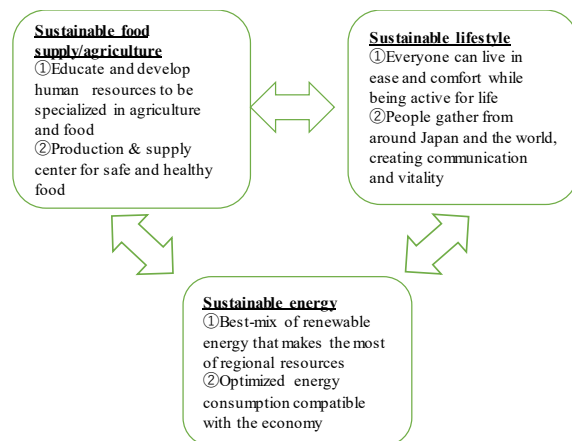 Sustainable food
supply/agriculture
①Educate and develop
human resources to be
specialized in agriculture
and food
②Production & supply
center for safe and healthy
food
Sustainable lifestyle
①Everyone can live in
ease and comfort while
being active for life
②People gather from
around Japan and the world,
creating communication
and vitality
Sustainable energy
①Best-mix of renewable
energy that makes the most
of regional resources
②Optimized energy
consumption compatible
with the economy